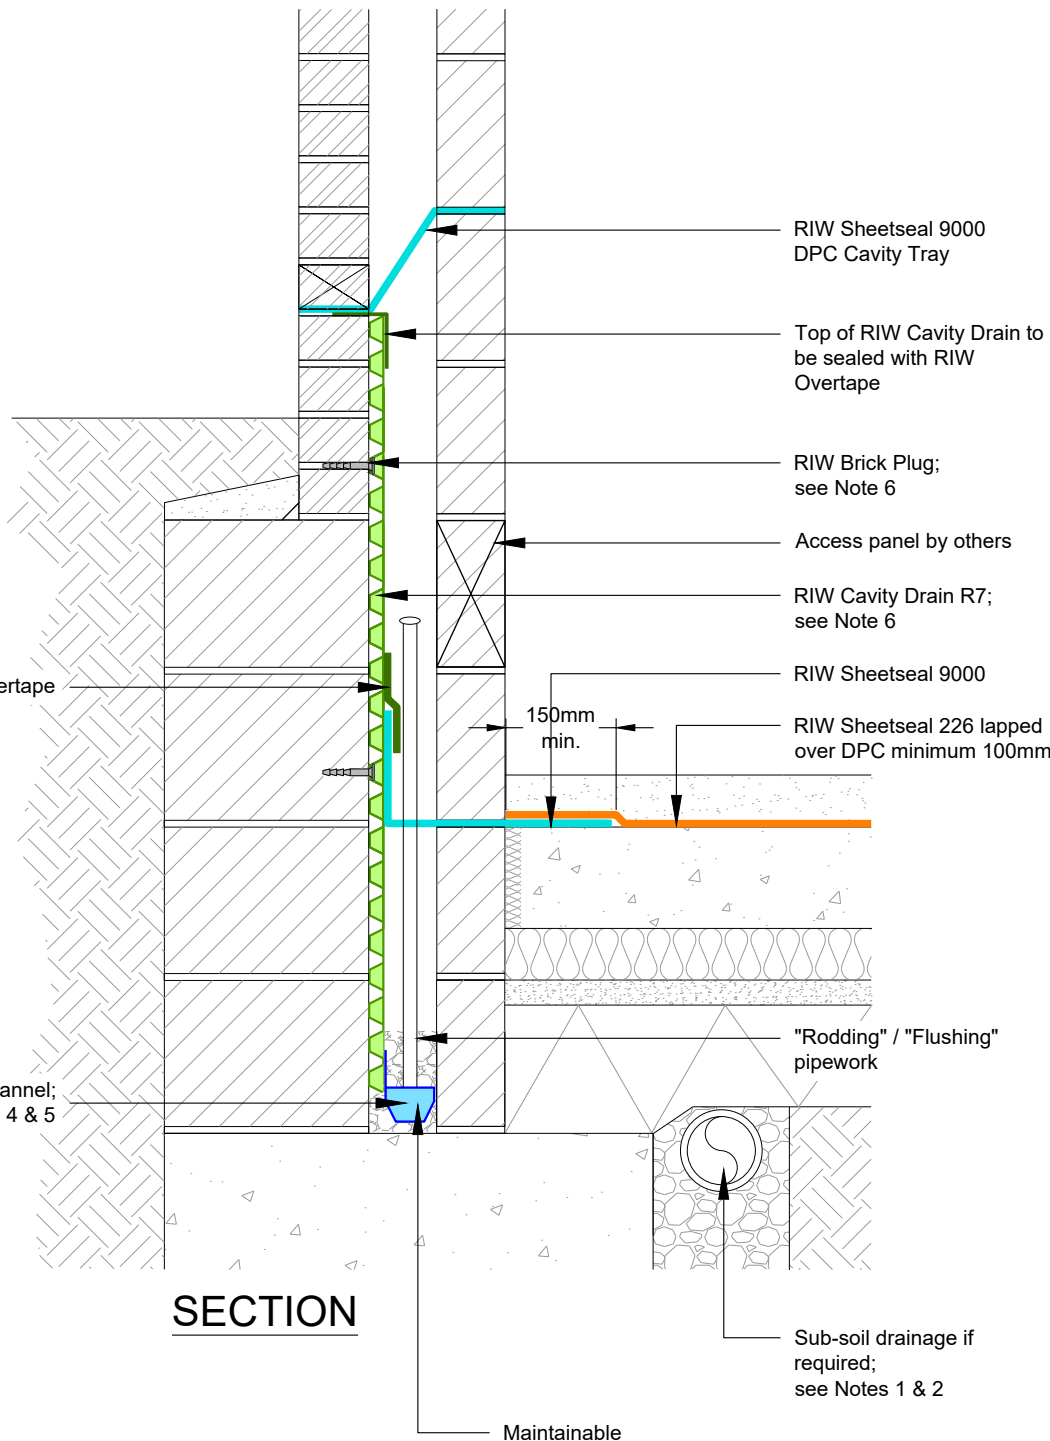 RIW Sheetseal 9000
DPC Cavity Tray
Top of RIW Cavity Drain to
be sealed with RIW
Overtape
RIW Brick Plug;
see Note 6
Access panel by others
RIW Cavity Drain R7;
see Note 6
RIW Sheetseal 9000
ertape
150mm
min.
RIW Sheetseal 226 lapped
over DPC minimum 100mm
"Rodding" / "Flushing"
pipework
annel;
4 & 5
SECTION
Sub-soil drainage if
required;
see Notes 1 & 2
Maintainable